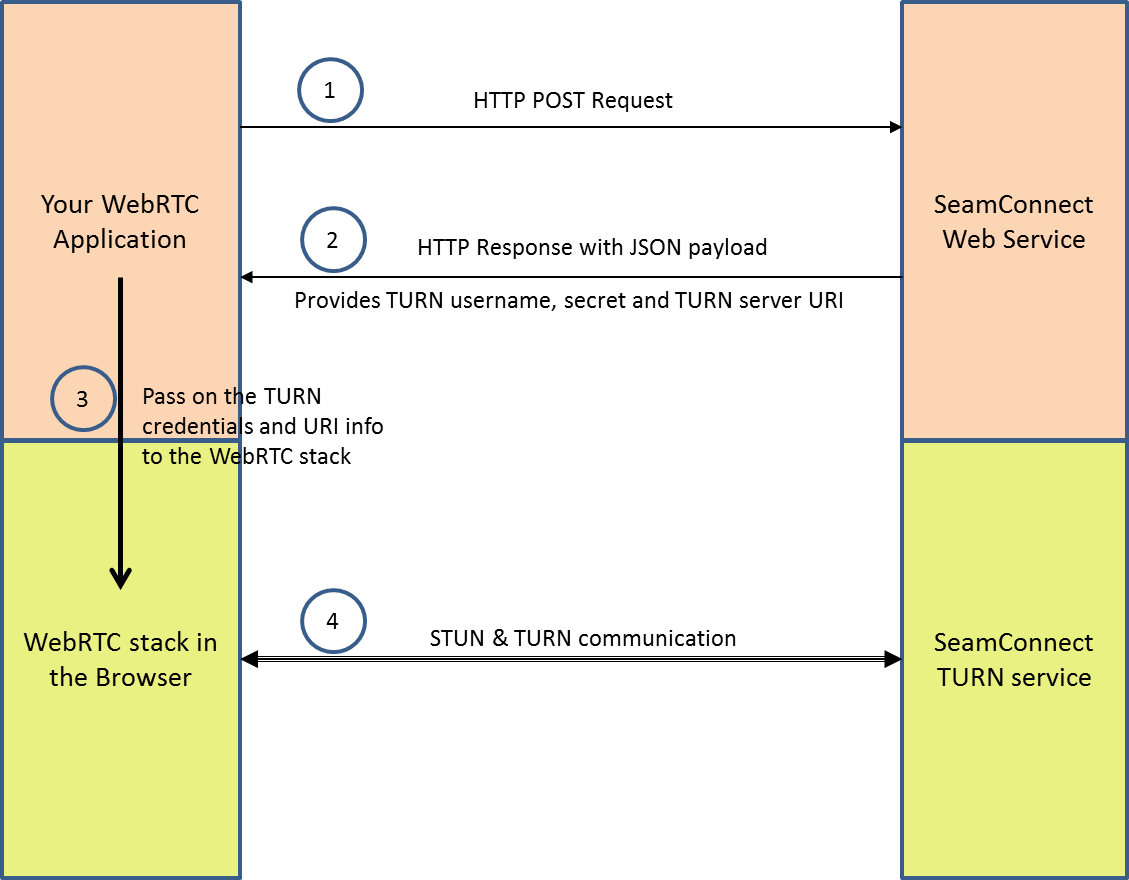 1
HTTP POST Request
Your WebRTC
Application
SeamConnect
Web Service
2
HTTP Response with JSON payload
Provides TURN username, secret and TURN server URI
3
Pass on the TURN
credentials and URI info
to the WebRTC stack
4
STUN & TURN communication
WebRTC stack in
the Browser
SeamConnect
TURN service